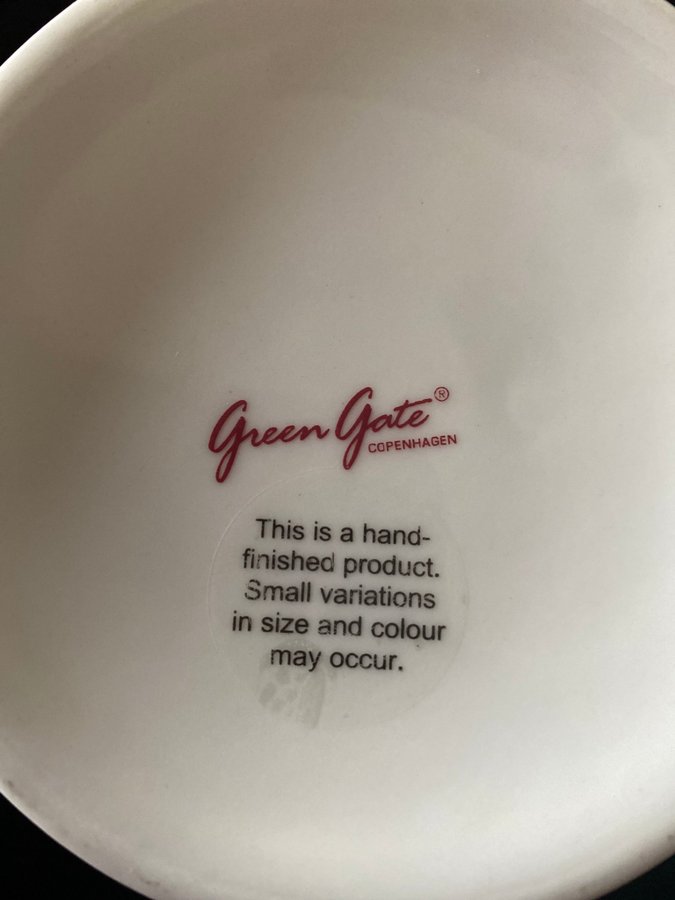 Green Gate®
COPENHAGEN
This is a hand-
finished product.
Small variations
in size and colour
may occur.